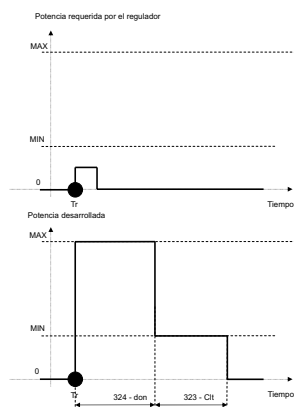 Potencia requerida por el regulador
MAX
MIN
0
Tr
Tiempo
Potencia desarrollada
MAX
MIN
0
Tiempo
Tr
324 - don
323 - Clt